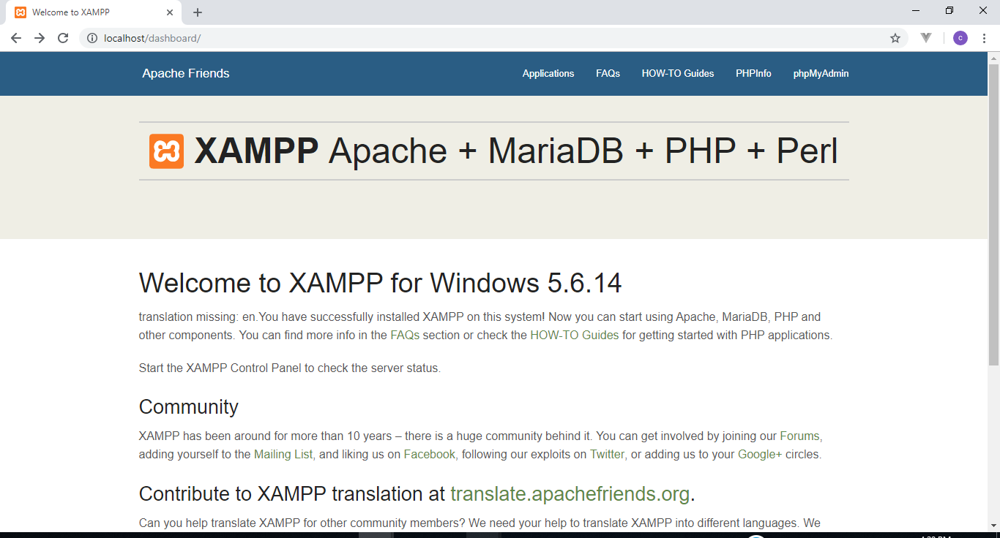 Welcome to XAMPP
localhost/dashboard/
c
Apache Friends
Applications FAQs HOW-TO Guides PHPInfo phpMyAdmin
XAMPP Apache + MariaDB + PHP + Perl
Welcome to XAMPP for Windows 5.6.14
translation missing: en.You have successfully installed XAMPP on this system! Now you can start using Apache, MariaDB, PHP and
other components. You can find more info in the FAQs section or check the HOW-TO Guides for getting started with PHP applications.
Start the XAMPP Control Panel to check the server status.
Community
XAMPP has been around for more than 10 years – there is a huge community behind it. You can get involved by joining our Forums,
adding yourself to the Mailing List, and liking us on Facebook, following our exploits on Twitter, or adding us to your Google+ circles.
Contribute to XAMPP translation at translate.apachefriends.org.
Can you help translate XAMPP for other community members? We need your help to translate XAMPP into different languages. We